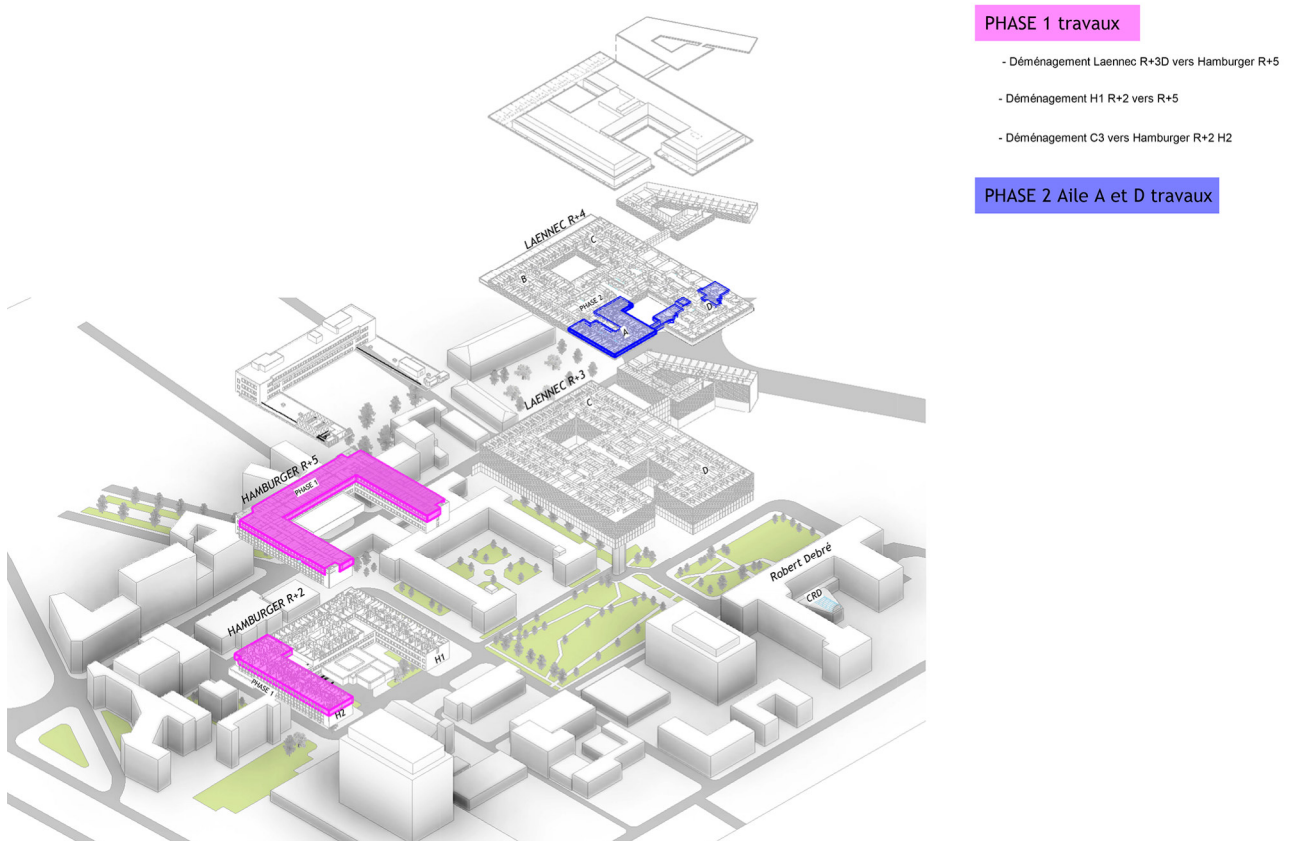 PHASE 1 travaux
- Déménagement Laennec R+3D vers Hamburger R+5
- Déménagement H1 R+2 vers R+5
- Déménagement C3 vers Hamburger R+2 H2
PHASE 2 Aile A et D travaux
LAENNEC R+4
C
B
PHASE 2
D
A
LAENNEC R+3
C
D
HAMBURGER R+5
PHASE 1
Robert Debré
CRD
HAMBURGER R+2
H1
PHASE 1
H2